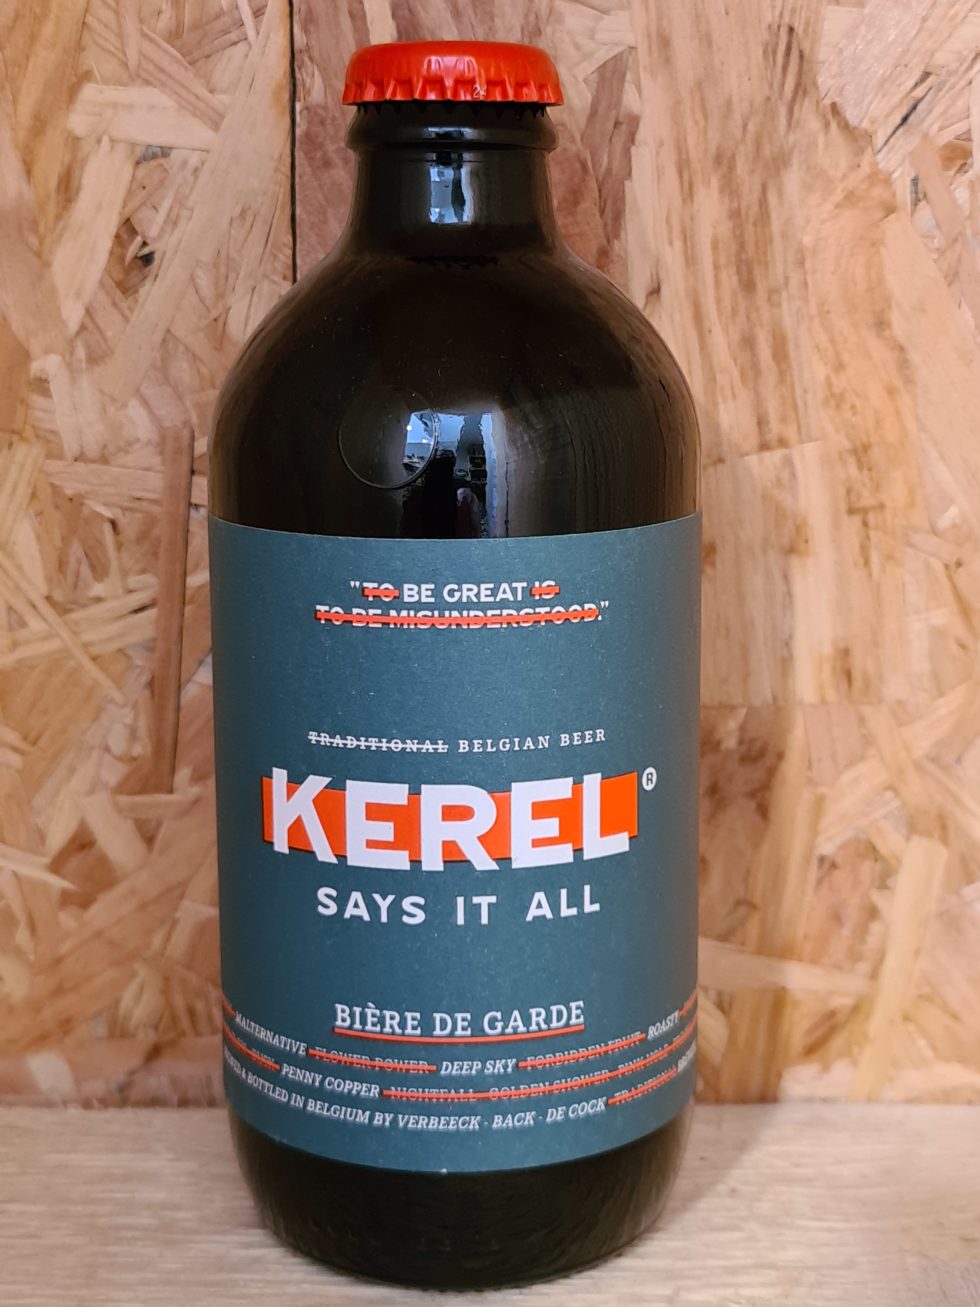 "TO BE GREAT IS
TO BE MISUNDERSTOOD."
TRADITIONAL BELGIAN BEER
KEREL®
SAYS IT ALL
BIÈRE DE GARDE
MALTERNATIVE FLOWER POWER DEEP SKY FORBIDDEN FRUIT ROASTY
PENNY COPPER NIGHTFALL GOLDEN SHOWER PINK
& BOTTLED IN BELGIUM BY VERBEECK - BACK - DE COCK TRADITIONAL